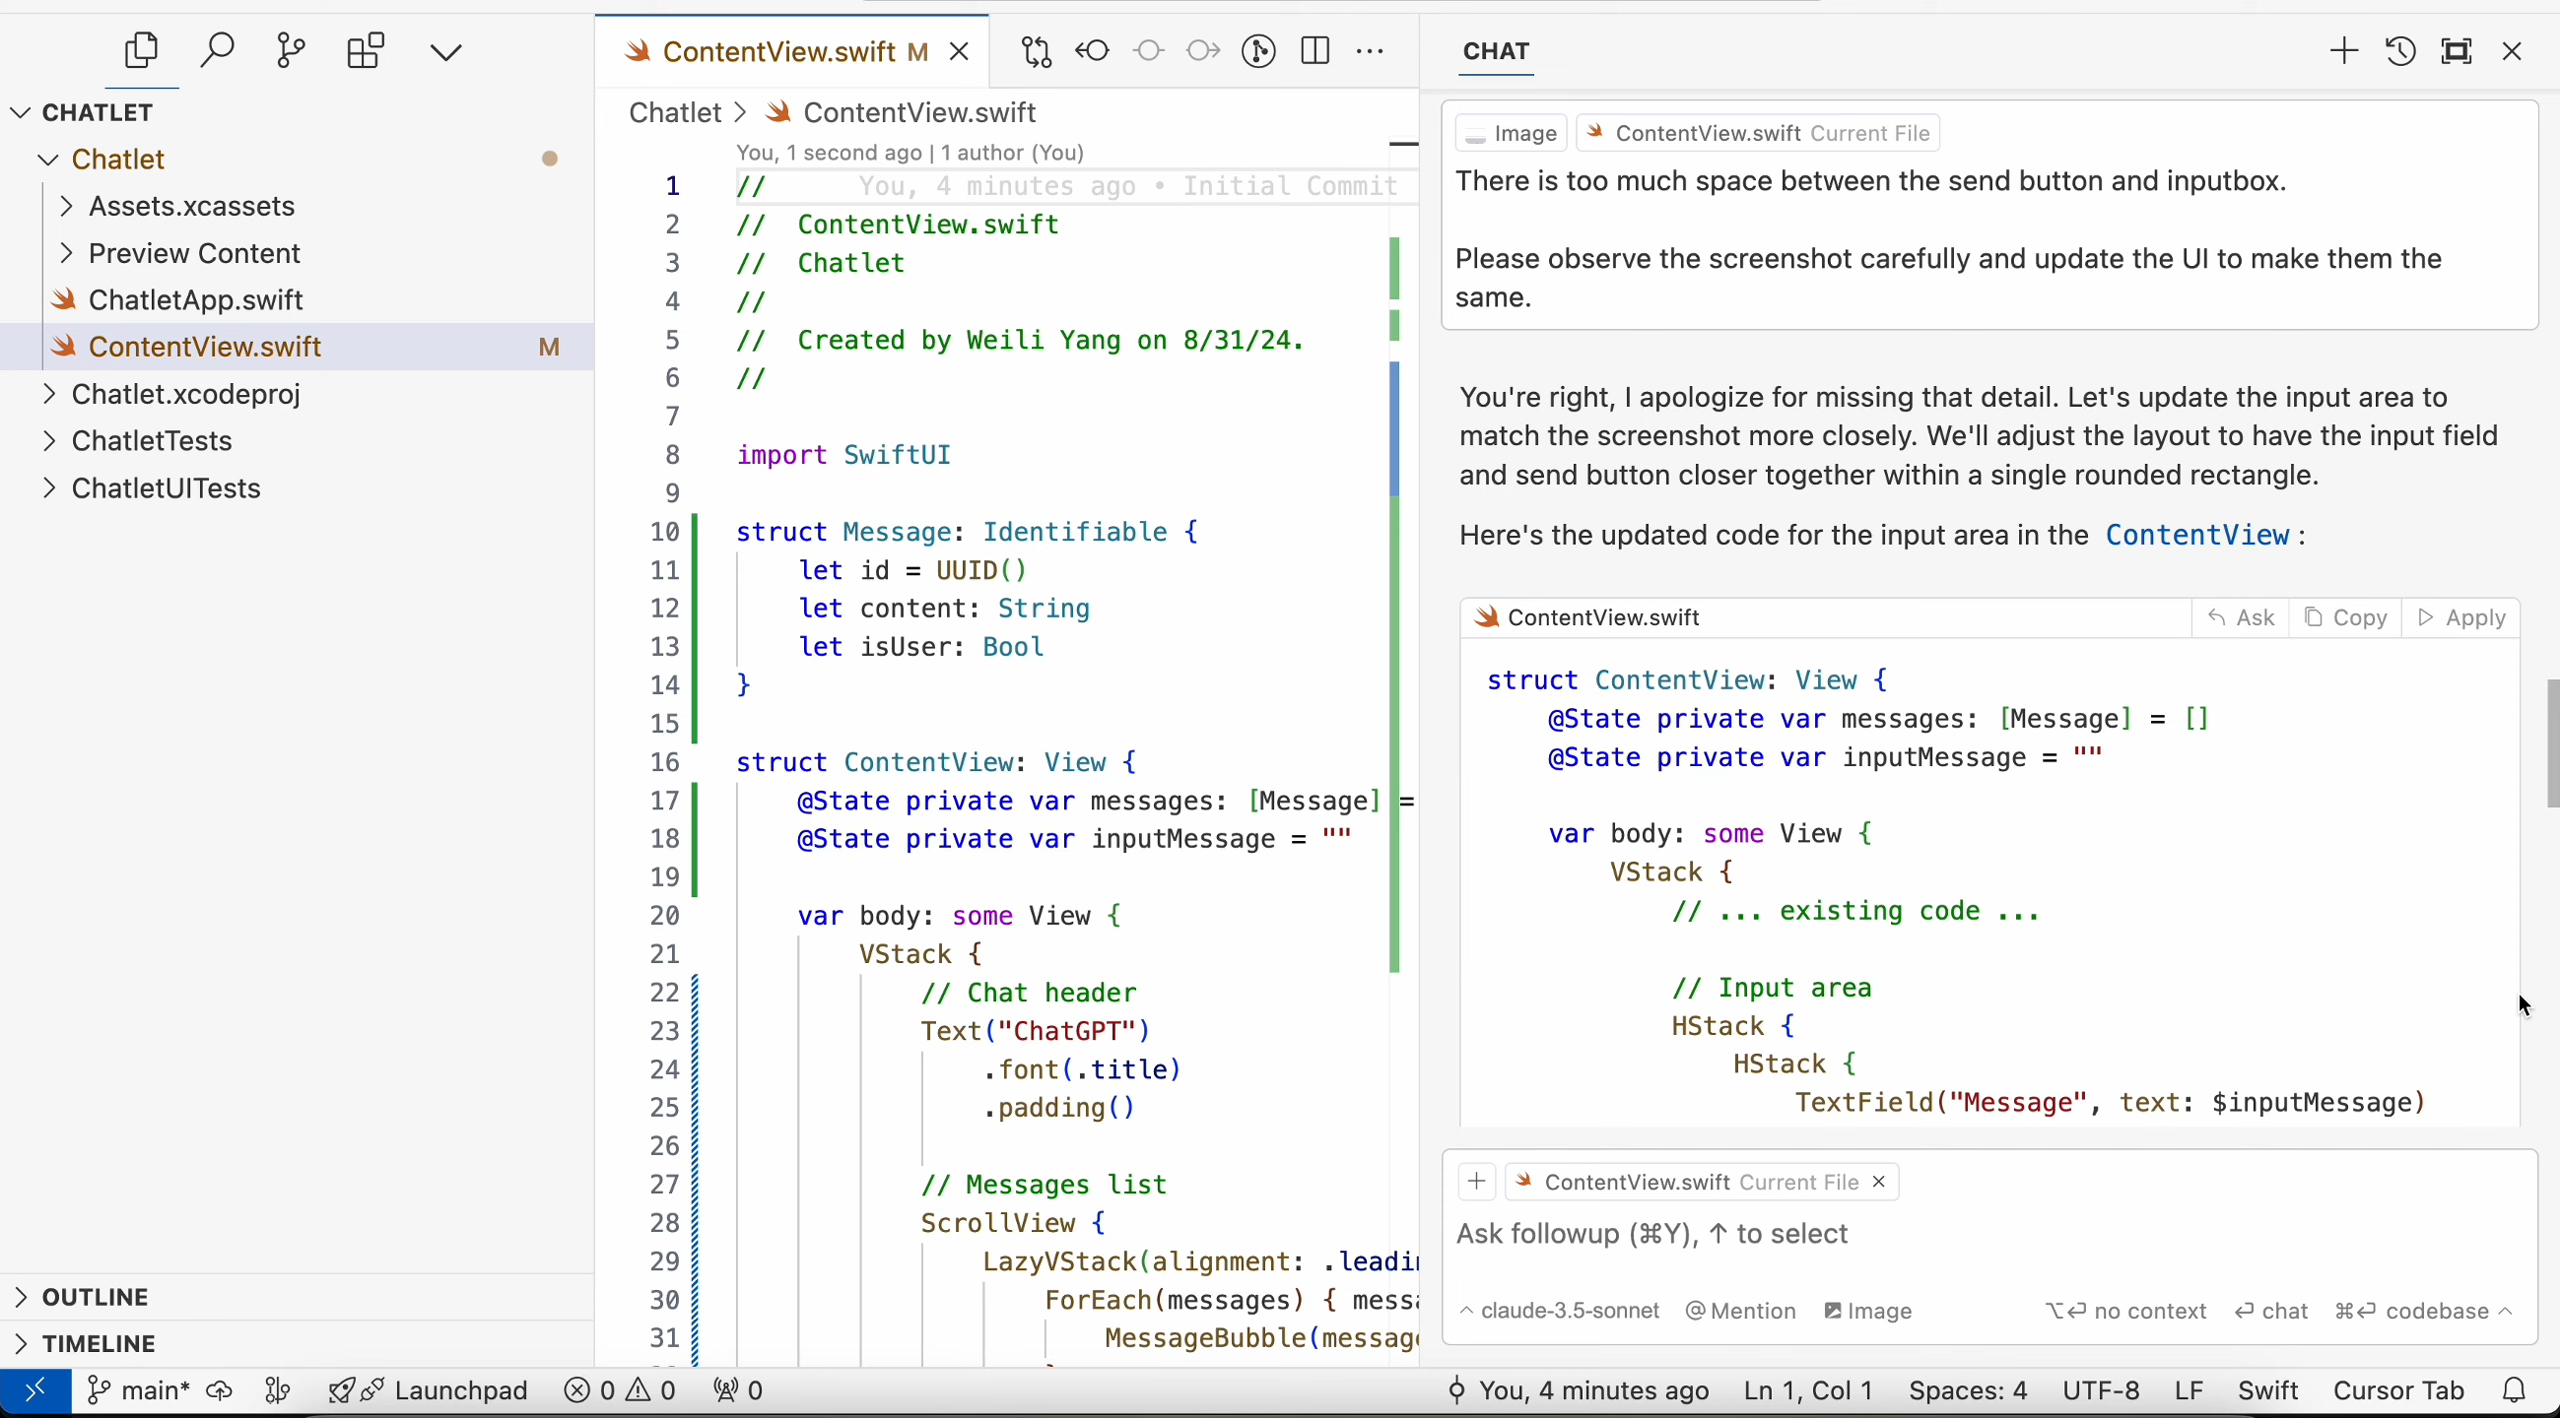 ContentView.swift M
CHAT
CHATLET
Chatlet
Assets.xcassets
Preview Content
ChatletApp.swift
ContentView.swift M
Chatlet.xcodeproj
ChatletTests
ChatletUITests
OUTLINE
TIMELINE
Chatlet > ContentView.swift
You, 1 second ago | 1 author (You)
1 // You, 4 minutes ago • Initial Commit
2 // ContentView.swift
3 // Chatlet
4 //
5 // Created by Weili Yang on 8/31/24.
6 //
7
8 import SwiftUI
9
10 struct Message: Identifiable {
11 let id = UUID()
12 let content: String
13 let isUser: Bool
14 }
15
16 struct ContentView: View {
17 @State private var messages: [Message] =
18 @State private var inputMessage = ""
19
20 var body: some View {
21 VStack {
22 // Chat header
23 Text("ChatGPT")
24 .font(.title)
25 .padding()
26
27 // Messages list
28 ScrollView {
29 LazyVStack(alignment: .leadi
30 ForEach(messages) { mess
31 MessageBubble(message
Image ContentView.swift Current File
There is too much space between the send button and inputbox.
Please observe the screenshot carefully and update the UI to make them the
same.
You're right, I apologize for missing that detail. Let's update the input area to
match the screenshot more closely. We'll adjust the layout to have the input field
and send button closer together within a single rounded rectangle.
Here's the updated code for the input area in the ContentView :
ContentView.swift Ask Copy Apply
struct ContentView: View {
@State private var messages: [Message] = []
@State private var inputMessage = ""
var body: some View {
VStack {
// ... existing code ...
// Input area
HStack {
HStack {
TextField("Message", text: $inputMessage)
+ ContentView.swift Current File ×
Ask followup (⌘Y), ↑ to select
claude-3.5-sonnet @ Mention Image ⌥⏎ no context ⏎ chat ⌘⏎ codebase
main* Launchpad 0 0 0 You, 4 minutes ago Ln 1, Col 1 Spaces: 4 UTF-8 LF Swift Cursor Tab